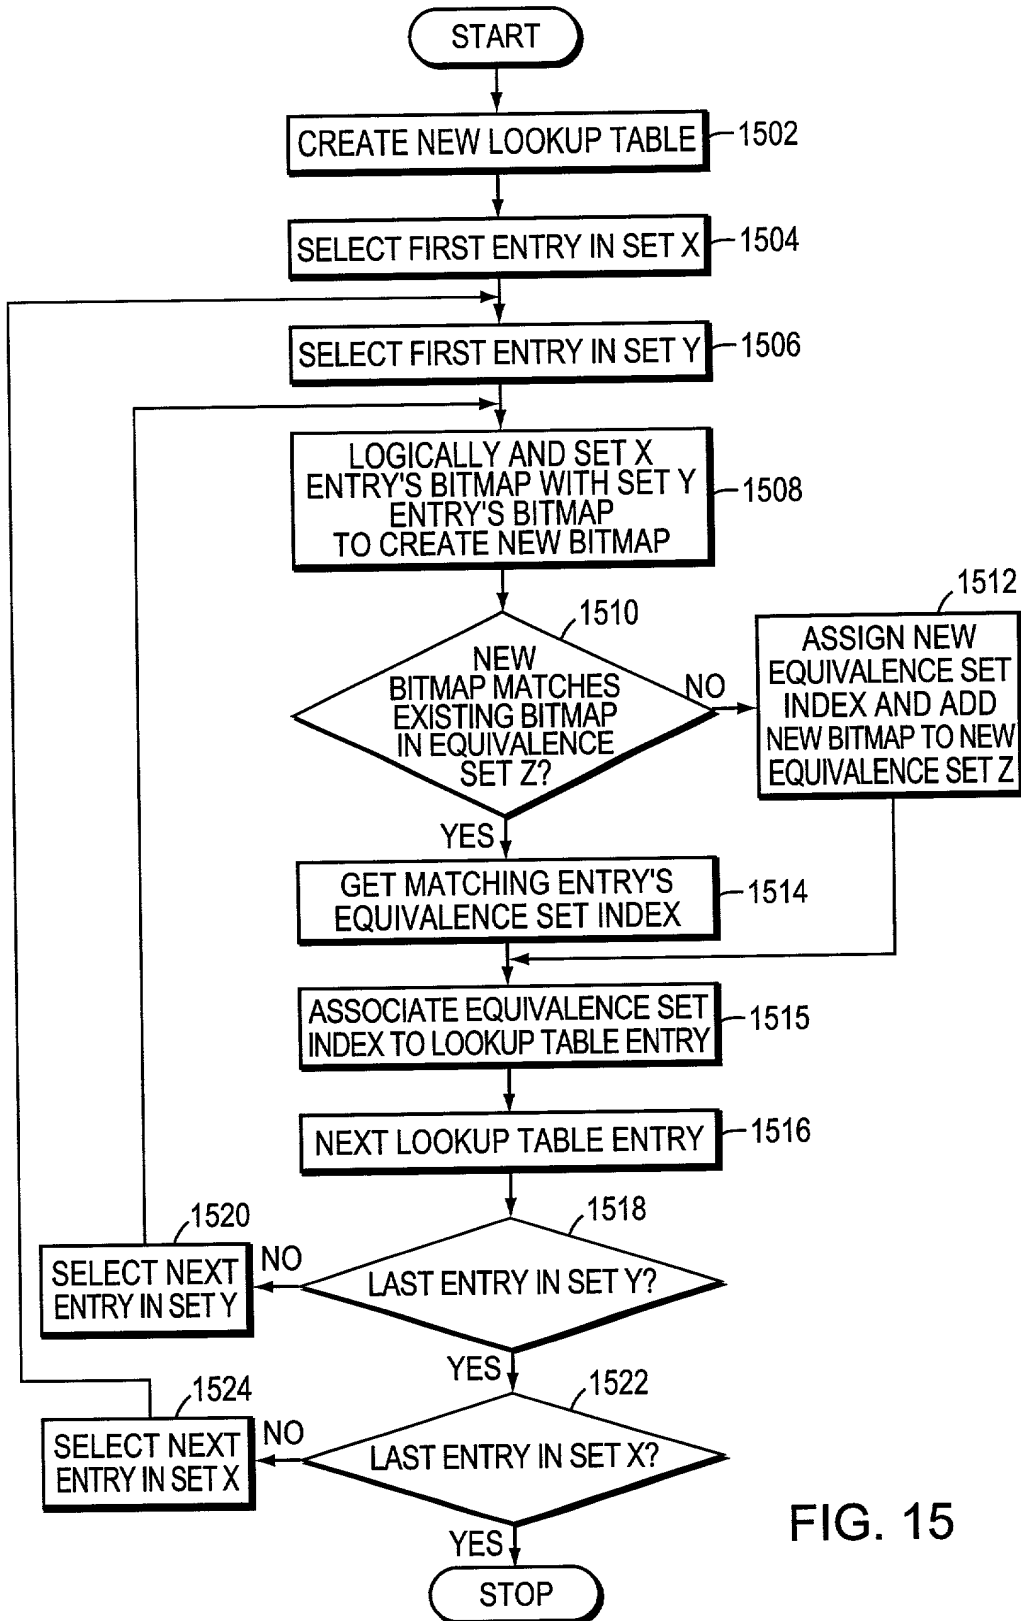 START
CREATE NEW LOOKUP TABLE
1502
SELECT FIRST ENTRY IN SET X
1504
SELECT FIRST ENTRY IN SET Y
1506
LOGICALLY AND SET X
ENTRY'S BITMAP WITH SET Y
ENTRY'S BITMAP
TO CREATE NEW BITMAP
1508
1510
NEW
BITMAP MATCHES
EXISTING BITMAP
IN EQUIVALENCE
SET Z?
NO
1512
ASSIGN NEW
EQUIVALENCE SET
INDEX AND ADD
NEW BITMAP TO NEW
EQUIVALENCE SET Z
YES
GET MATCHING ENTRY'S
EQUIVALENCE SET INDEX
1514
ASSOCIATE EQUIVALENCE SET
INDEX TO LOOKUP TABLE ENTRY
1515
NEXT LOOKUP TABLE ENTRY
1516
1518
LAST ENTRY IN SET Y?
NO
1520
SELECT NEXT
ENTRY IN SET Y
YES
1522
LAST ENTRY IN SET X?
NO
1524
SELECT NEXT
ENTRY IN SET X
YES
STOP
FIG. 15